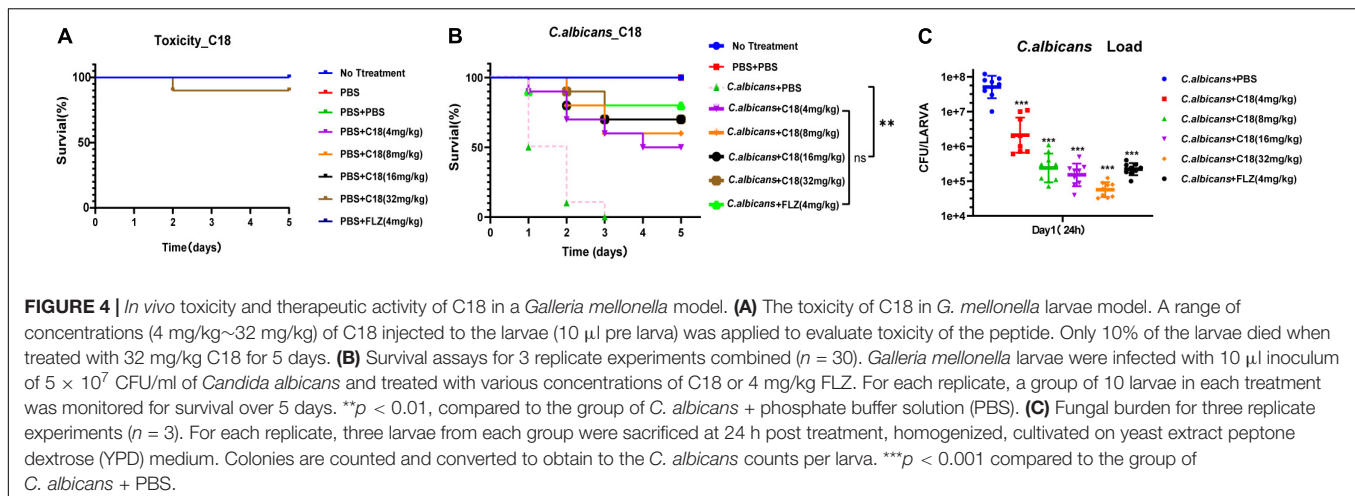 A
Toxicity_C18
Survial(%)
100
50
0
0 1 2 3 4 5
Time(days)
No Ttreatment
PBS
PBS+PBS
PBS+C18(4mg/kg)
PBS+C18(8mg/kg)
PBS+C18(16mg/kg)
PBS+C18(32mg/kg)
PBS+FLZ(4mg/kg)
B
C.albicans_C18
Survial(%)
100
50
0
0 1 2 3 4 5
Time (days)
No Ttreatment
PBS+PBS
C.albicans+PBS
C.albicans+C18(4mg/kg)
C.albicans+C18(8mg/kg)
C.albicans+C18(16mg/kg)
C.albicans+C18(32mg/kg)
C.albicans+FLZ(4mg/kg)
ns
**
C
C.albicans Load
CFU/LARVA
1e+8
1e+7
1e+6
1e+5
1e+4
*** *** *** *** ***
Day1(24h)
C.albicans+PBS
C.albicans+C18(4mg/kg)
C.albicans+C18(8mg/kg)
C.albicans+C18(16mg/kg)
C.albicans+C18(32mg/kg)
C.albicans+FLZ(4mg/kg)
FIGURE 4 | In vivo toxicity and therapeutic activity of C18 in a Galleria mellonella model. (A) The toxicity of C18 in G. mellonella larvae model. A range of
concentrations (4 mg/kg~32 mg/kg) of C18 injected to the larvae (10 µl pre larva) was applied to evaluate toxicity of the peptide. Only 10% of the larvae died when
treated with 32 mg/kg C18 for 5 days. (B) Survival assays for 3 replicate experiments combined (n = 30). Galleria mellonella larvae were infected with 10 µl inoculum
of 5 × 10⁷ CFU/ml of Candida albicans and treated with various concentrations of C18 or 4 mg/kg FLZ. For each replicate, a group of 10 larvae in each treatment
was monitored for survival over 5 days. **p < 0.01, compared to the group of C. albicans + phosphate buffer solution (PBS). (C) Fungal burden for three replicate
experiments (n = 3). For each replicate, three larvae from each group were sacrificed at 24 h post treatment, homogenized, cultivated on yeast extract peptone
dextrose (YPD) medium. Colonies are counted and converted to obtain to the C. albicans counts per larva. ***p < 0.001 compared to the group of
C. albicans + PBS.